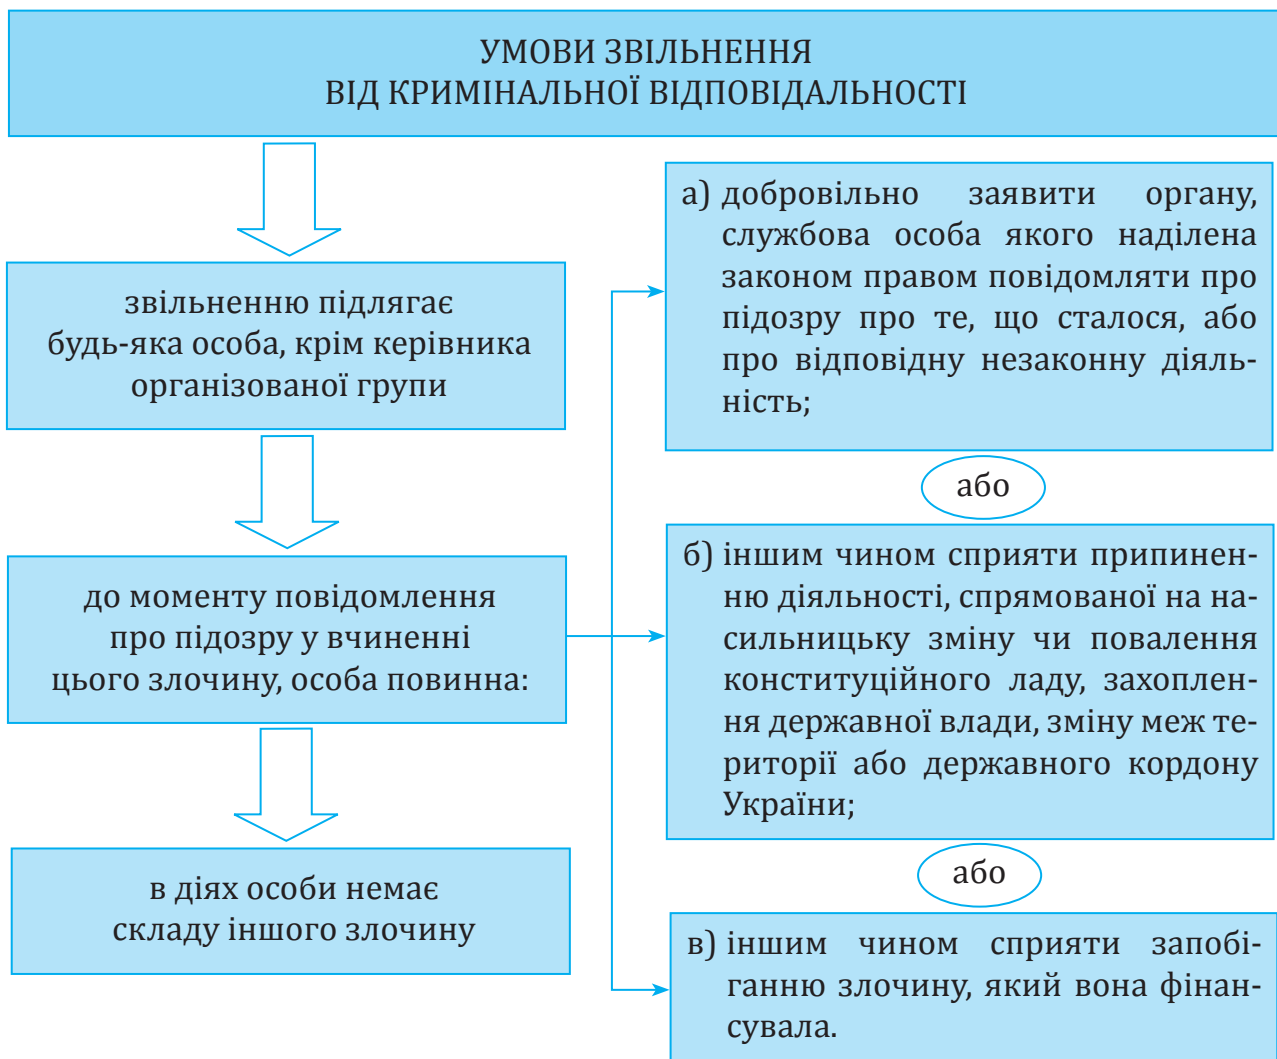 УМОВИ ЗВІЛЬНЕННЯ
ВІД КРИМІНАЛЬНОЇ ВІДПОВІДАЛЬНОСТІ
звільненню підлягає
будь-яка особа, крім керівника
організованої групи
до моменту повідомлення
про підозру у вчиненні
цього злочину, особа повинна:
в діях особи немає
складу іншого злочину
а) добровільно заявити органу,
службова особа якого наділена
законом правом повідомляти про
підозру про те, що сталося, або
про відповідну незаконну діяль-
ність;
або
б) іншим чином сприяти припинен-
ню діяльності, спрямованої на на-
сильницьку зміну чи повалення
конституційного ладу, захоплен-
ня державної влади, зміну меж те-
риторії або державного кордону
України;
або
в) іншим чином сприяти запобі-
ганню злочину, який вона фінан-
сувала.